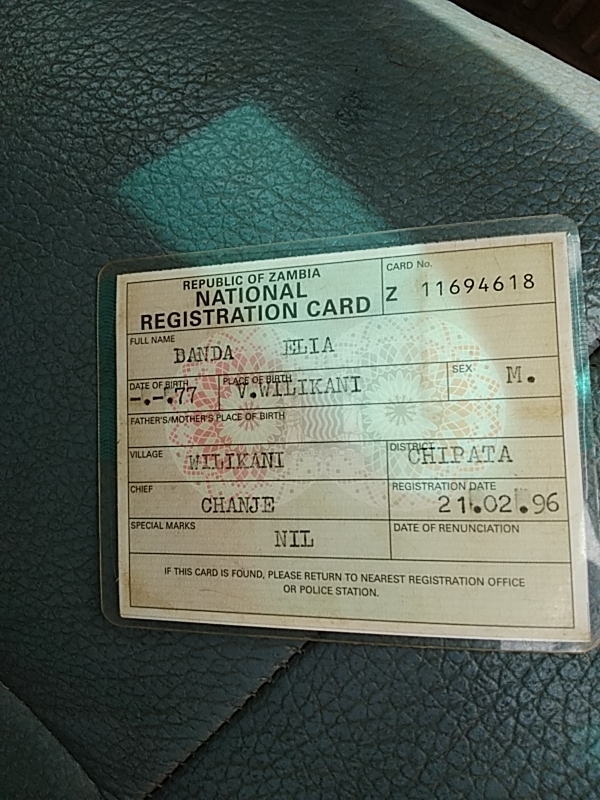 REPUBLIC OF ZAMBIA
NATIONAL
REGISTRATION CARD
CARD No.
Z 11694618
FULL NAME
BANDA ELIA
DATE OF BIRTH
-.-.77
PLACE OF BIRTH
V.WILIKANI
SEX
M.
FATHER'S/MOTHER'S PLACE OF BIRTH
VILLAGE
WILIKANI
DISTRICT
CHIPATA
CHIEF
CHANJE
REGISTRATION DATE
21.02.96
SPECIAL MARKS
NIL
DATE OF RENUNCIATION
IF THIS CARD IS FOUND, PLEASE RETURN TO NEAREST REGISTRATION OFFICE
OR POLICE STATION.